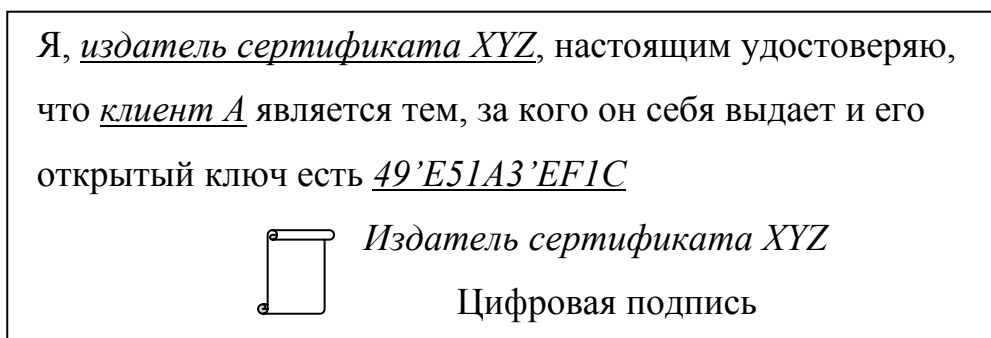 Я, издатель сертификата XYZ, настоящим удостоверяю,
что клиент А является тем, за кого он себя выдает и его
открытый ключ есть 49’E51A3’EF1C
Издатель сертификата XYZ
Цифровая подпись